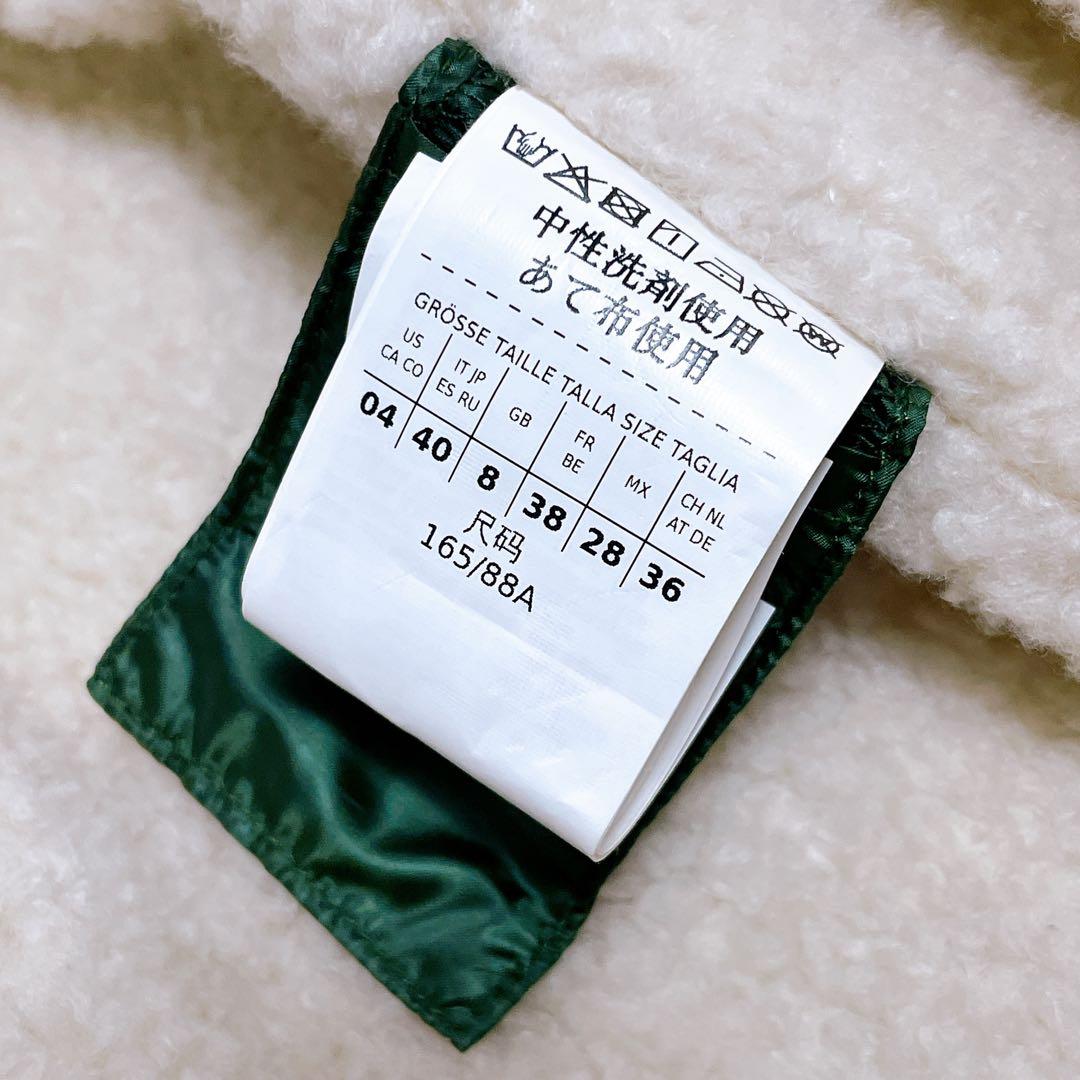 中性洗剤使用
あて布使用
GRÖSSE TAILLE TALLA SIZE TAGLIA
US CA CO
IT JP ES RU
GB
FR BE
MX
CH NL AT DE
04 40 8 38 28 36
尺码
165/88A